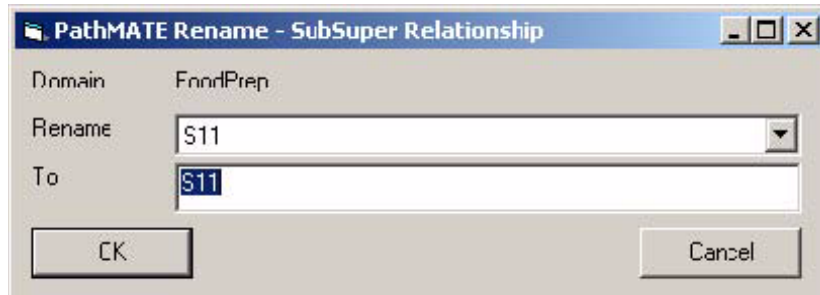 PathMATE Rename - SubSuper Relationship
Domain FoodPrep
Rename S11
To S11
OK Cancel